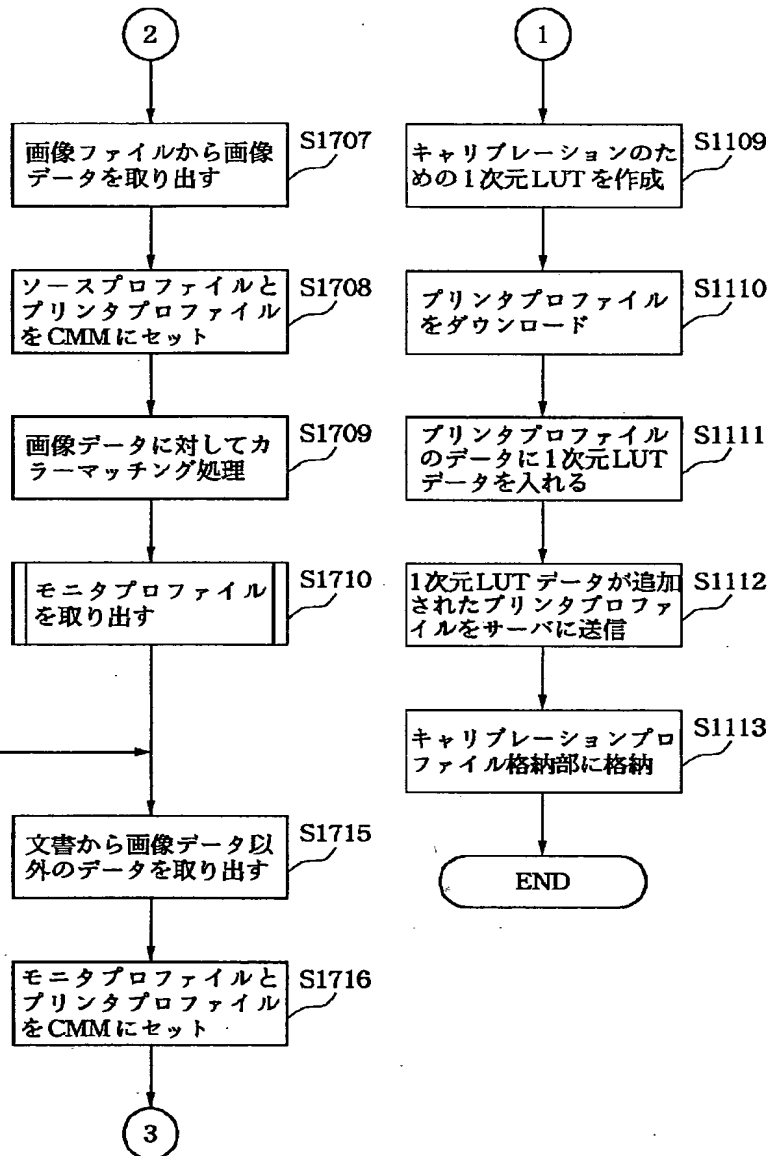 2
画像ファイルから画像
データを取り出す
S1707
ソースプロファイルと
プリンタプロファイル
をCMMにセット
S1708
画像データに対してカ
ラーマッチング処理
S1709
モニタプロファイル
を取り出す
S1710
文書から画像データ以
外のデータを取り出す
S1715
モニタプロファイルと
プリンタプロファイル
をCMMにセット
S1716
3
1
キャリブレーションのた
めの1次元LUTを作成
S1109
プリンタプロファイル
をダウンロード
S1110
プリンタプロファイル
のデータに1次元LUT
データを入れる
S1111
1次元LUTデータが追加
されたプリンタプロファ
イルをサーバに送信
S1112
キャリブレーションプロ
ファイル格納部に格納
S1113
END